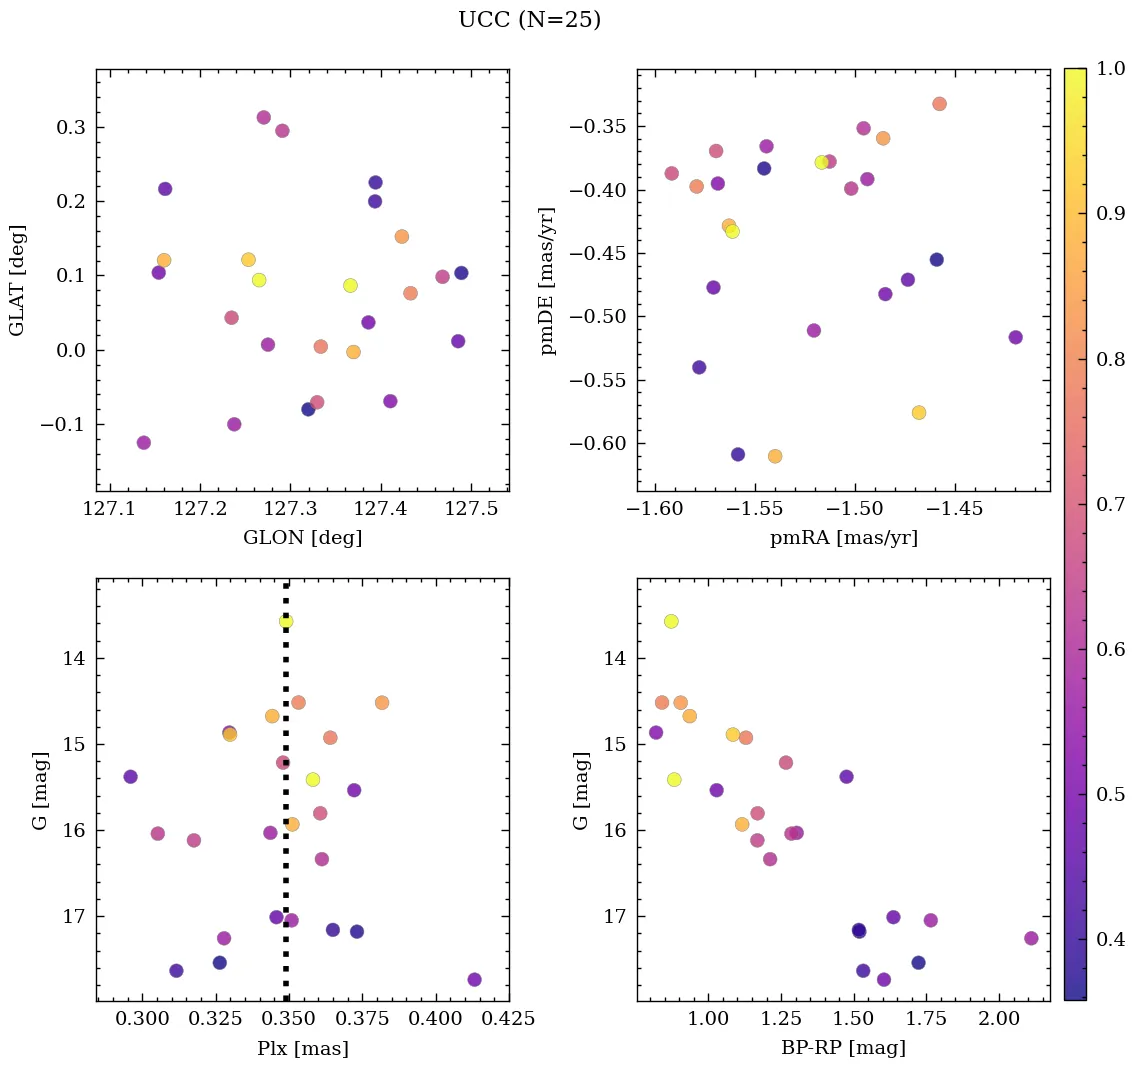 UCC (N=25)
GLAT [deg]
0.3
0.2
0.1
0.0
−0.1
127.1 127.2 127.3 127.4 127.5
GLON [deg]
pmDE [mas/yr]
−0.35
−0.40
−0.45
−0.50
−0.55
−0.60
−1.60 −1.55 −1.50 −1.45
pmRA [mas/yr]
1.0
0.9
0.8
0.7
0.6
0.5
0.4
G [mag]
14
15
16
17
0.300 0.325 0.350 0.375 0.400 0.425
Plx [mas]
G [mag]
14
15
16
17
1.00 1.25 1.50 1.75 2.00
BP-RP [mag]